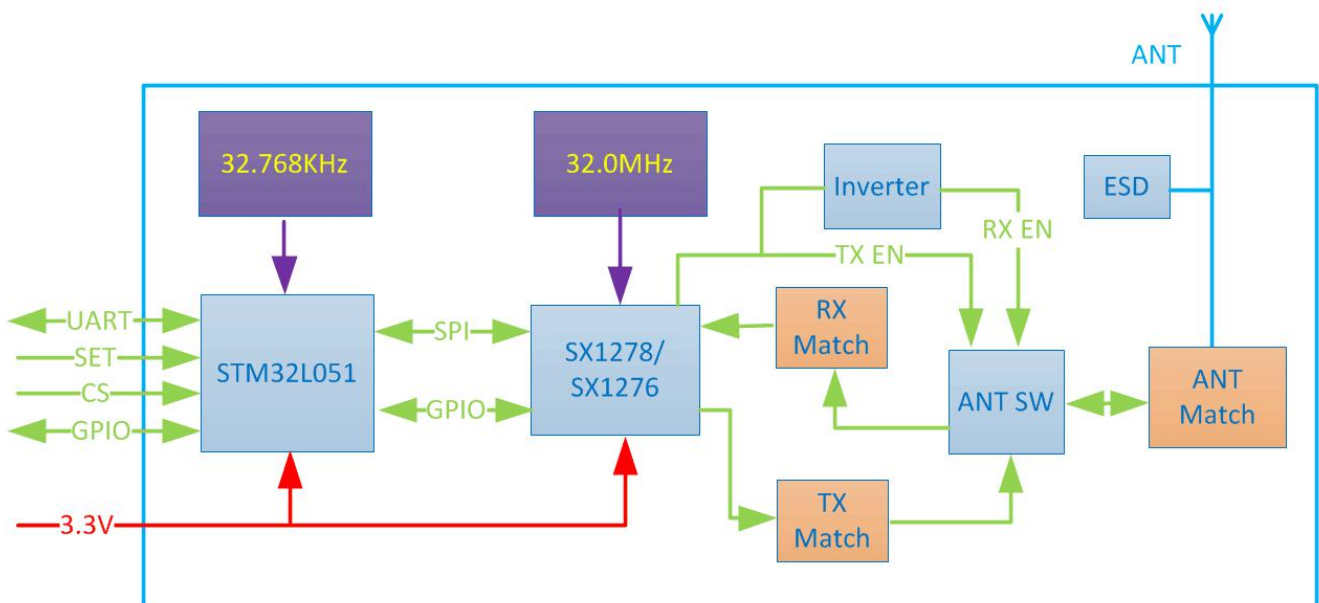 ANT
32.768KHz
32.0MHz
Inverter
ESD
RX EN
TX EN
UART
SET
CS
GPIO
STM32L051
SPI
GPIO
SX1278/
SX1276
RX
Match
ANT SW
ANT
Match
3.3V
TX
Match